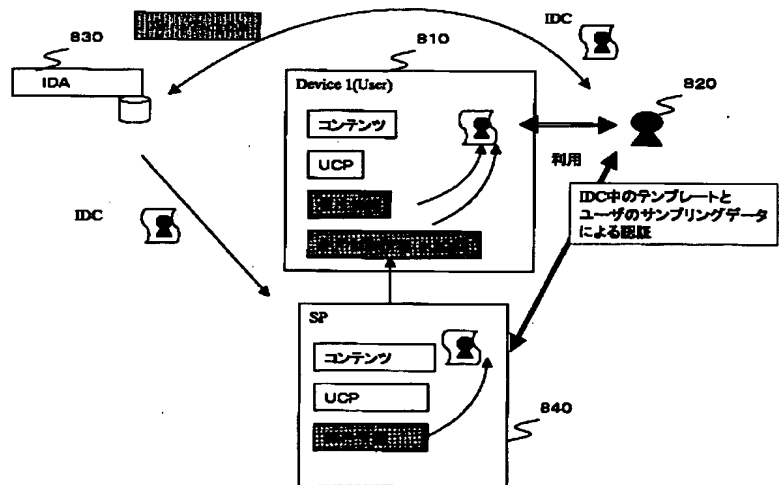 IDC
830
810
IDA
Device 1(User)
820
コンテンツ
利用
UCP
IDC中のテンプレートと
ユーザのサンプリングデータ
による認証
IDC
SP
コンテンツ
UCP
840